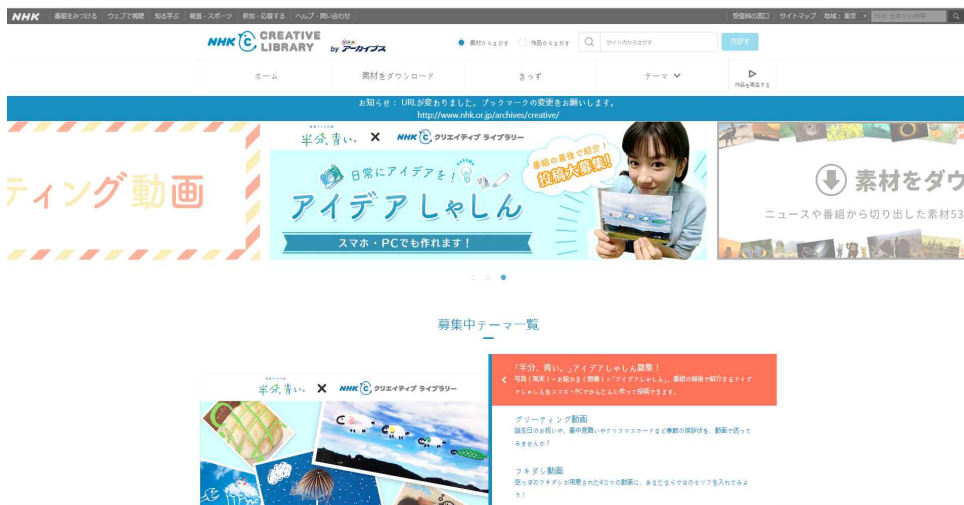 NHK 番組をみつける ウェブで視聴 知る学ぶ 報道・スポーツ 参加・応募する ヘルプ・問い合わせ 受信料の窓口 サイトマップ 地域：東京
NHK CREATIVE LIBRARY by アーカイブス 素材からさがす 作品からさがす サイト内からさがす さがす
ホーム 素材をダウンロード きっず テーマ 作品を再生する
お知らせ： URLが変わりました。ブックマークの変更をお願いします。
http://www.nhk.or.jp/archives/creative/
ティング動画
半分、青い。 × NHK クリエイティブ ライブラリー
番組の最後で紹介！
投稿大募集!
日常にアイデアを！
アイデアしゃしん
スマホ・PCでも作れます！
素材をダウ
ニュースや番組から切り出した素材53
募集中テーマ一覧
半分、青い。 × NHK クリエイティブ ライブラリー
「半分、青い。」アイデアしゃしん募集！
写真（現実）＋お絵かき（想像）＝「アイデアしゃしん」。番組の最後で紹介するアイデ
アしゃしんをスマホ・PCでかんたんに作って投稿できます。
グリーティング動画
誕生日のお祝いや、暑中見舞いやクリスマスカードなど季節の挨拶状を、動画で送って
みませんか？
フキダシ動画
空っぽのフキダシが用意された4コマの動画に、あなたならではのセリフを入れてみよ
う！